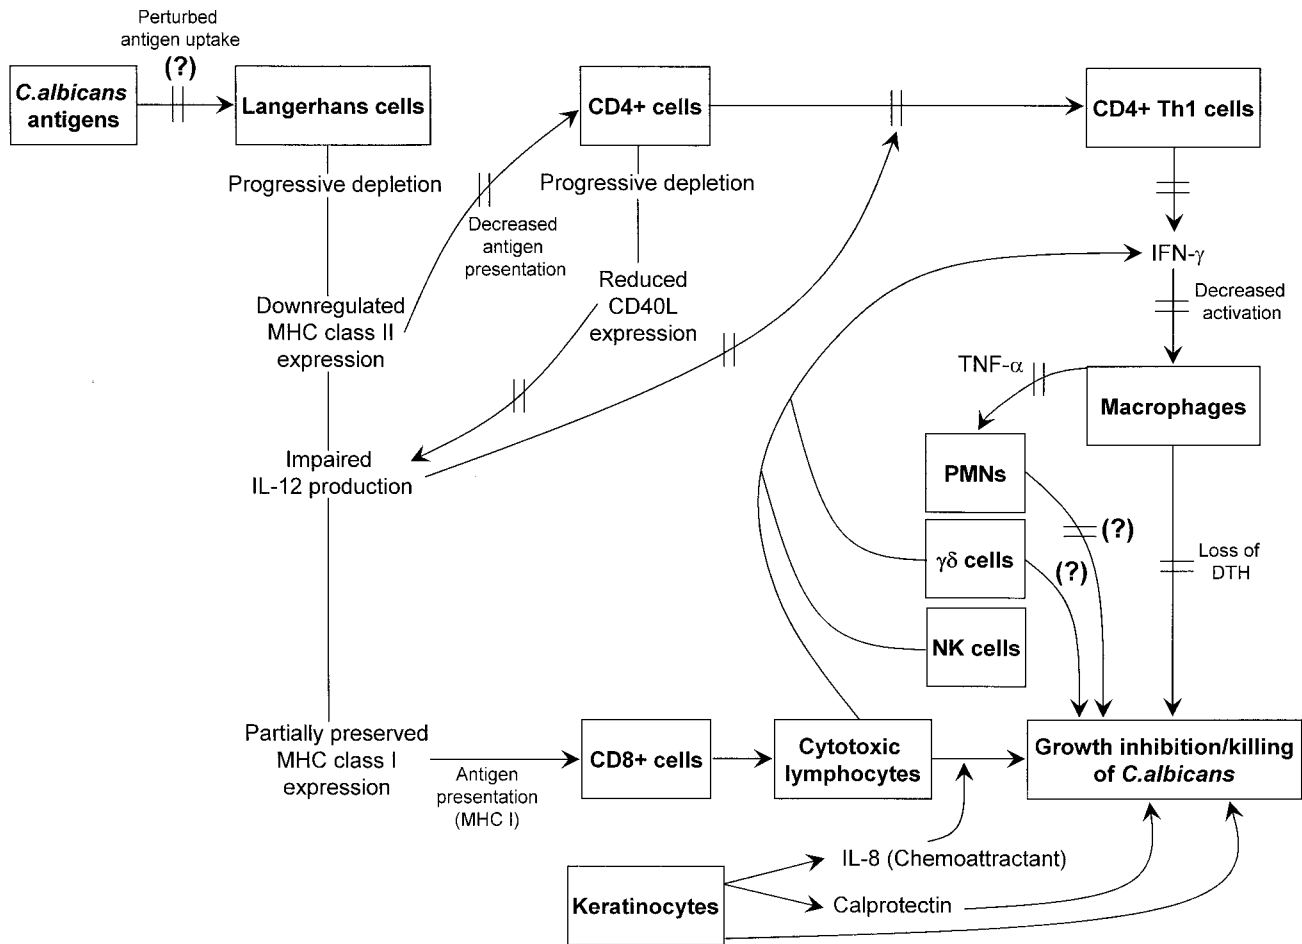 Perturbed
antigen uptake
(?)
C.albicans
antigens
Langerhans cells
CD4+ cells
CD4+ Th1 cells
Progressive depletion
Progressive depletion
Decreased
antigen
presentation
IFN-γ
Reduced
CD40L
expression
Decreased
activation
Downregulated
MHC class II
expression
TNF-α
Macrophages
PMNs
Impaired
IL-12 production
(?)
γδ cells
(?)
Loss of
DTH
NK cells
Partially preserved
MHC class I
expression
Antigen
presentation
(MHC I)
CD8+ cells
Cytotoxic
lymphocytes
Growth inhibition/killing
of C.albicans
IL-8 (Chemoattractant)
Keratinocytes
Calprotectin